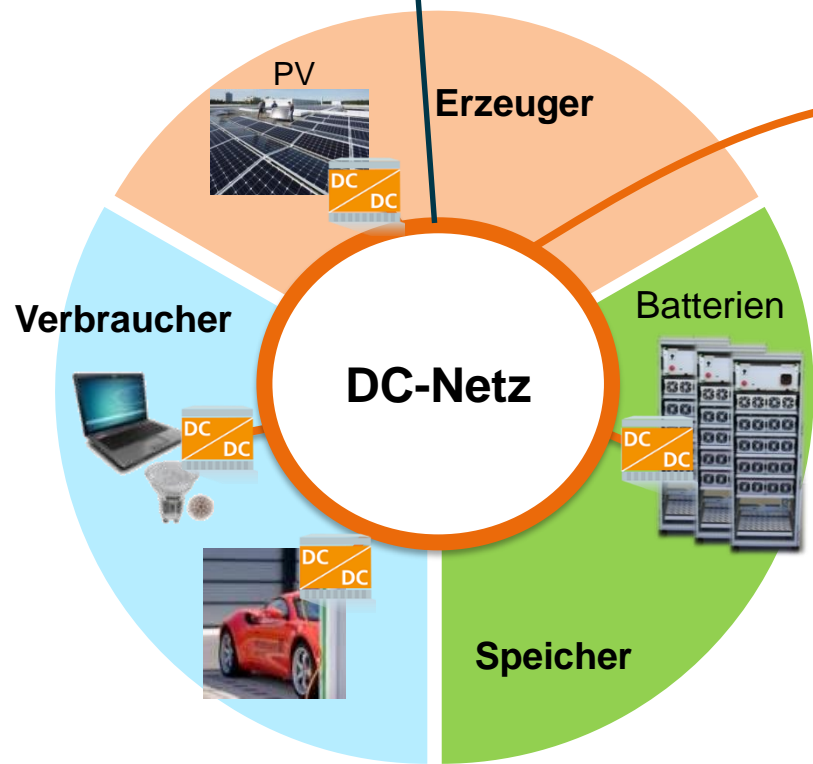 PV
Erzeuger
DC
DC
Verbraucher
Batterien
DC-Netz
DC
DC
DC
DC
DC
DC
Speicher